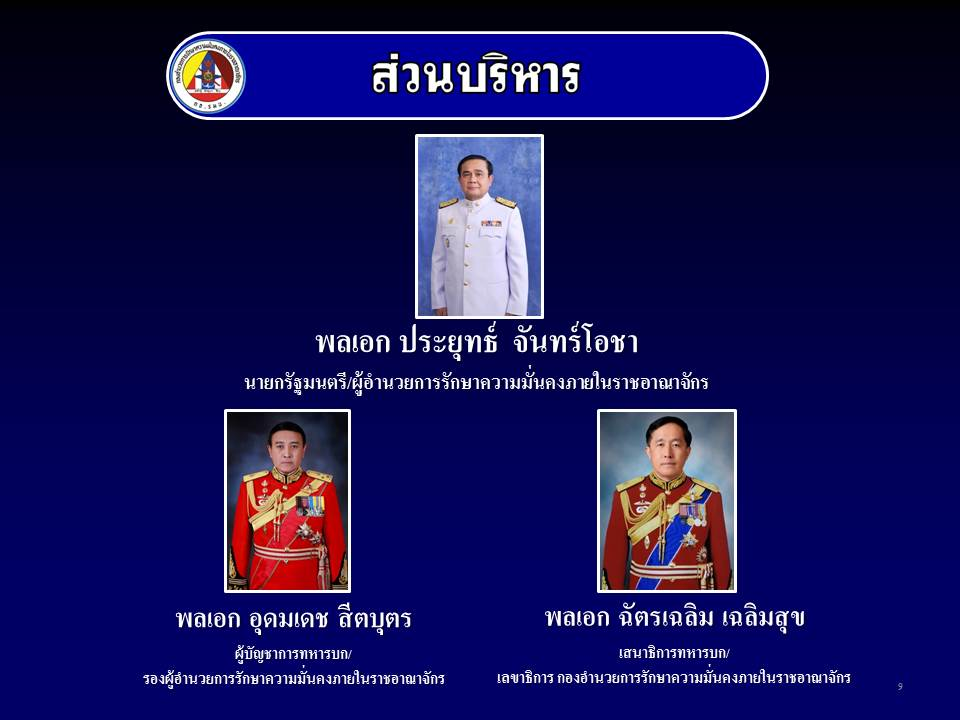 ส่วนบริหาร
กอ.รมน.
พลเอก ประยุทธ์ จันทร์โอชา
นายกรัฐมนตรี/ผู้อำนวยการรักษาความมั่นคงภายในราชอาณาจักร
พลเอก อุดมเดช สีตบุตร
ผู้บัญชาการทหารบก/
รองผู้อำนวยการรักษาความมั่นคงภายในราชอาณาจักร
พลเอก ฉัตรเฉลิม เฉลิมสุข
เสนาธิการทหารบก/
เลขาธิการ กองอำนวยการรักษาความมั่นคงภายในราชอาณาจักร
9